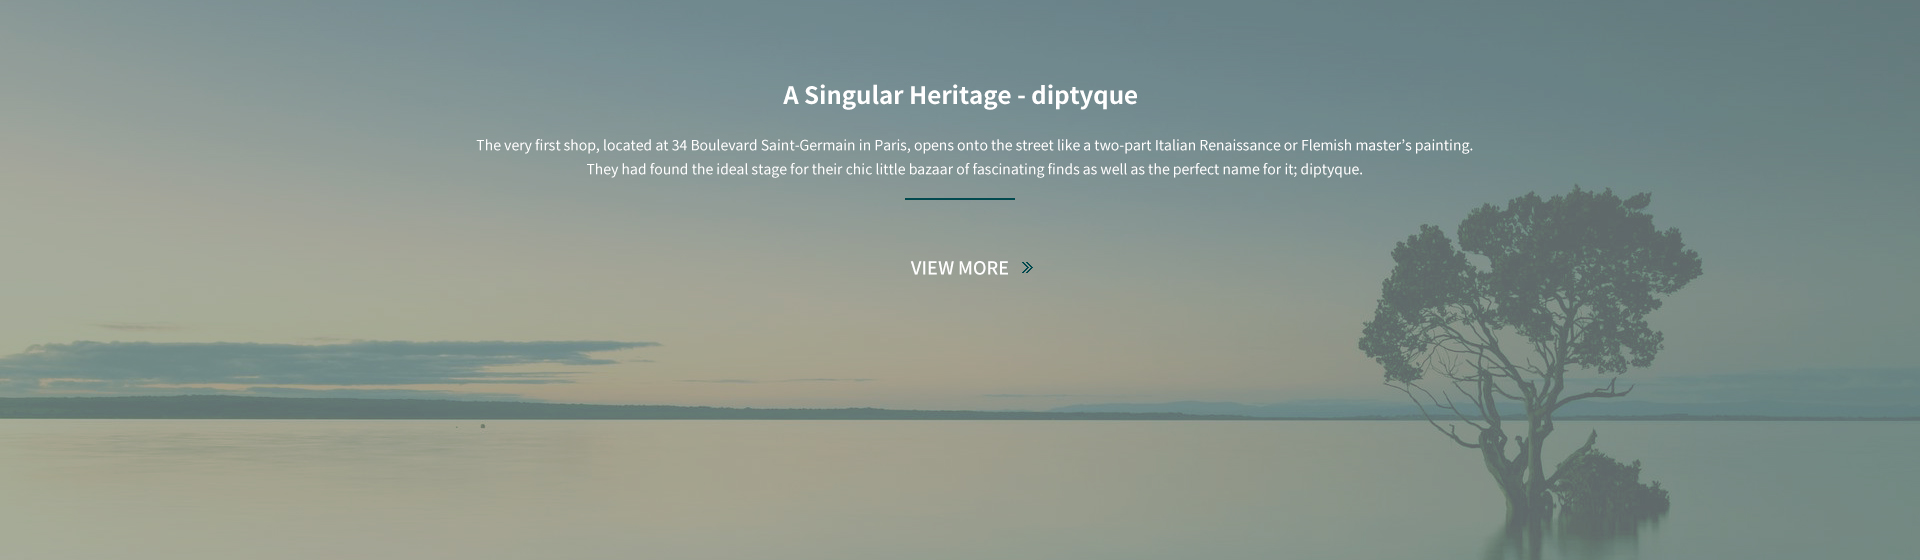 A Singular Heritage - diptyque
The very first shop, located at 34 Boulevard Saint-Germain in Paris, opens onto the street like a two-part Italian Renaissance or Flemish master’s painting.
They had found the ideal stage for their chic little bazaar of fascinating finds as well as the perfect name for it; diptyque.
VIEW MORE